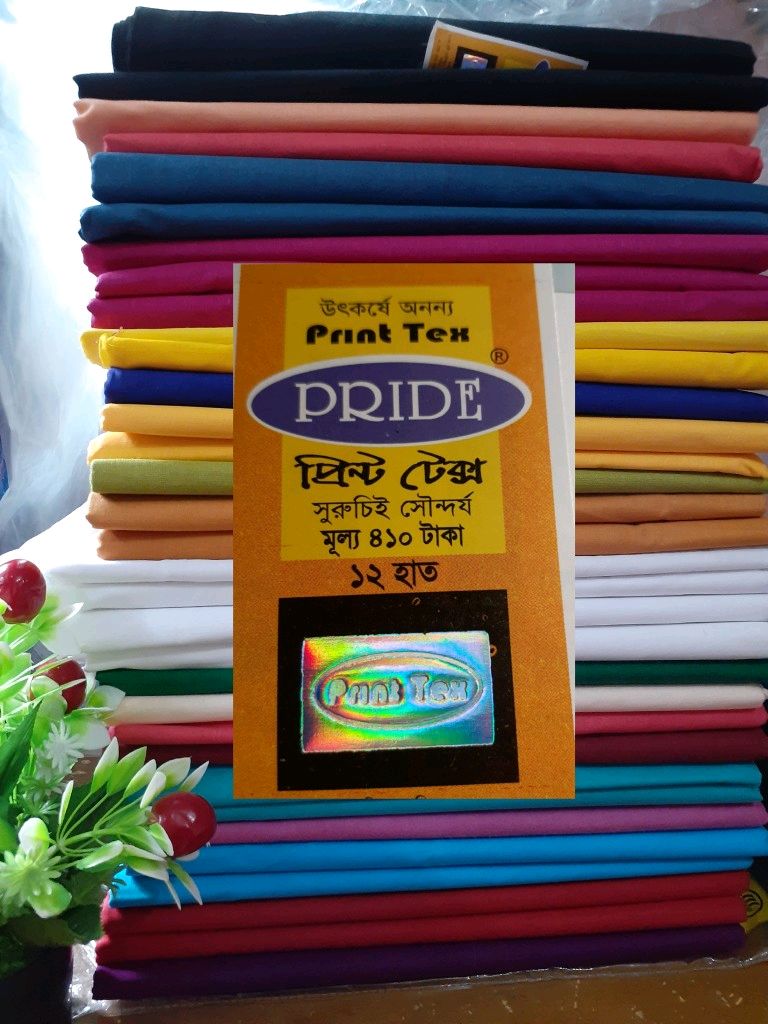 উৎকর্ষে অনন্য
Print Tex
®
PRIDE
প্রিন্ট টেক্স
সুরুচিই সৌন্দর্য
মূল্য ৪১০ টাকা
১২ হাত
Print Tex